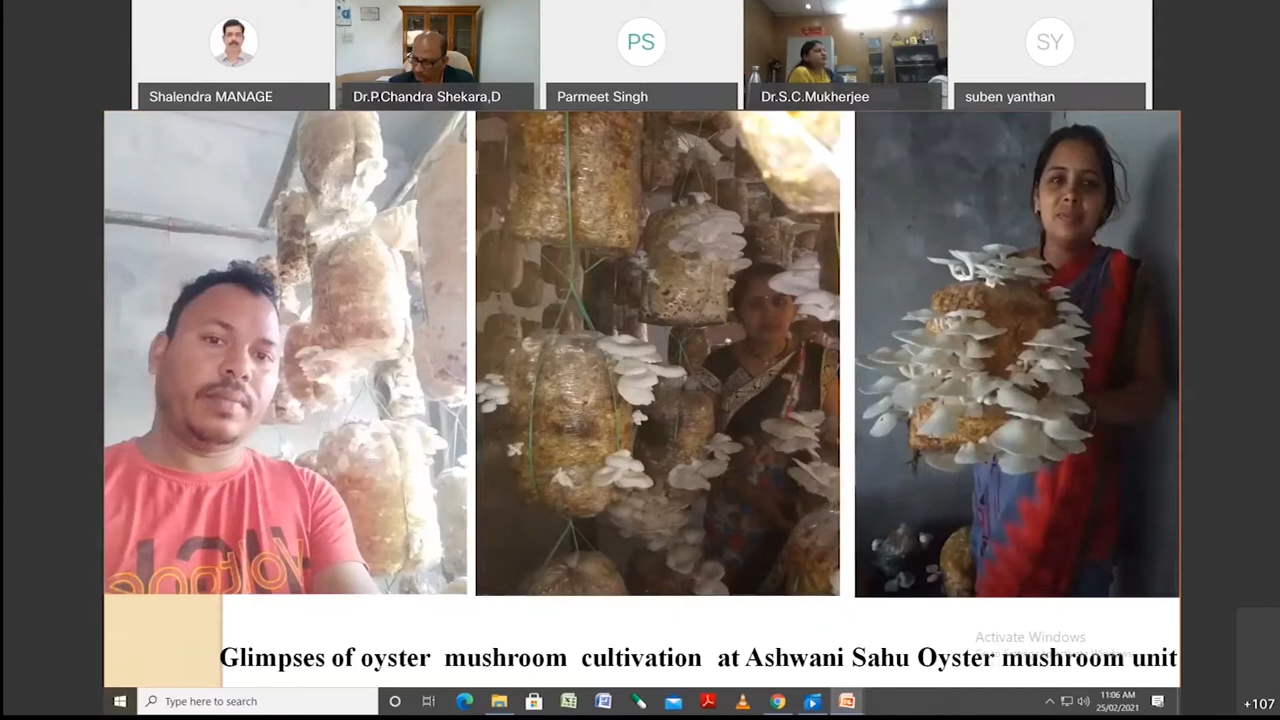 PS
SY
Shalendra MANAGE
Dr.P.Chandra Shekara,D
Parmeet Singh
Dr.S.C.Mukherjee
suben yanthan
Glimpses of oyster mushroom cultivation at Ashwani Sahu Oyster mushroom unit
Activate Windows
Type here to search
11:06 AM
25/02/2021
+107